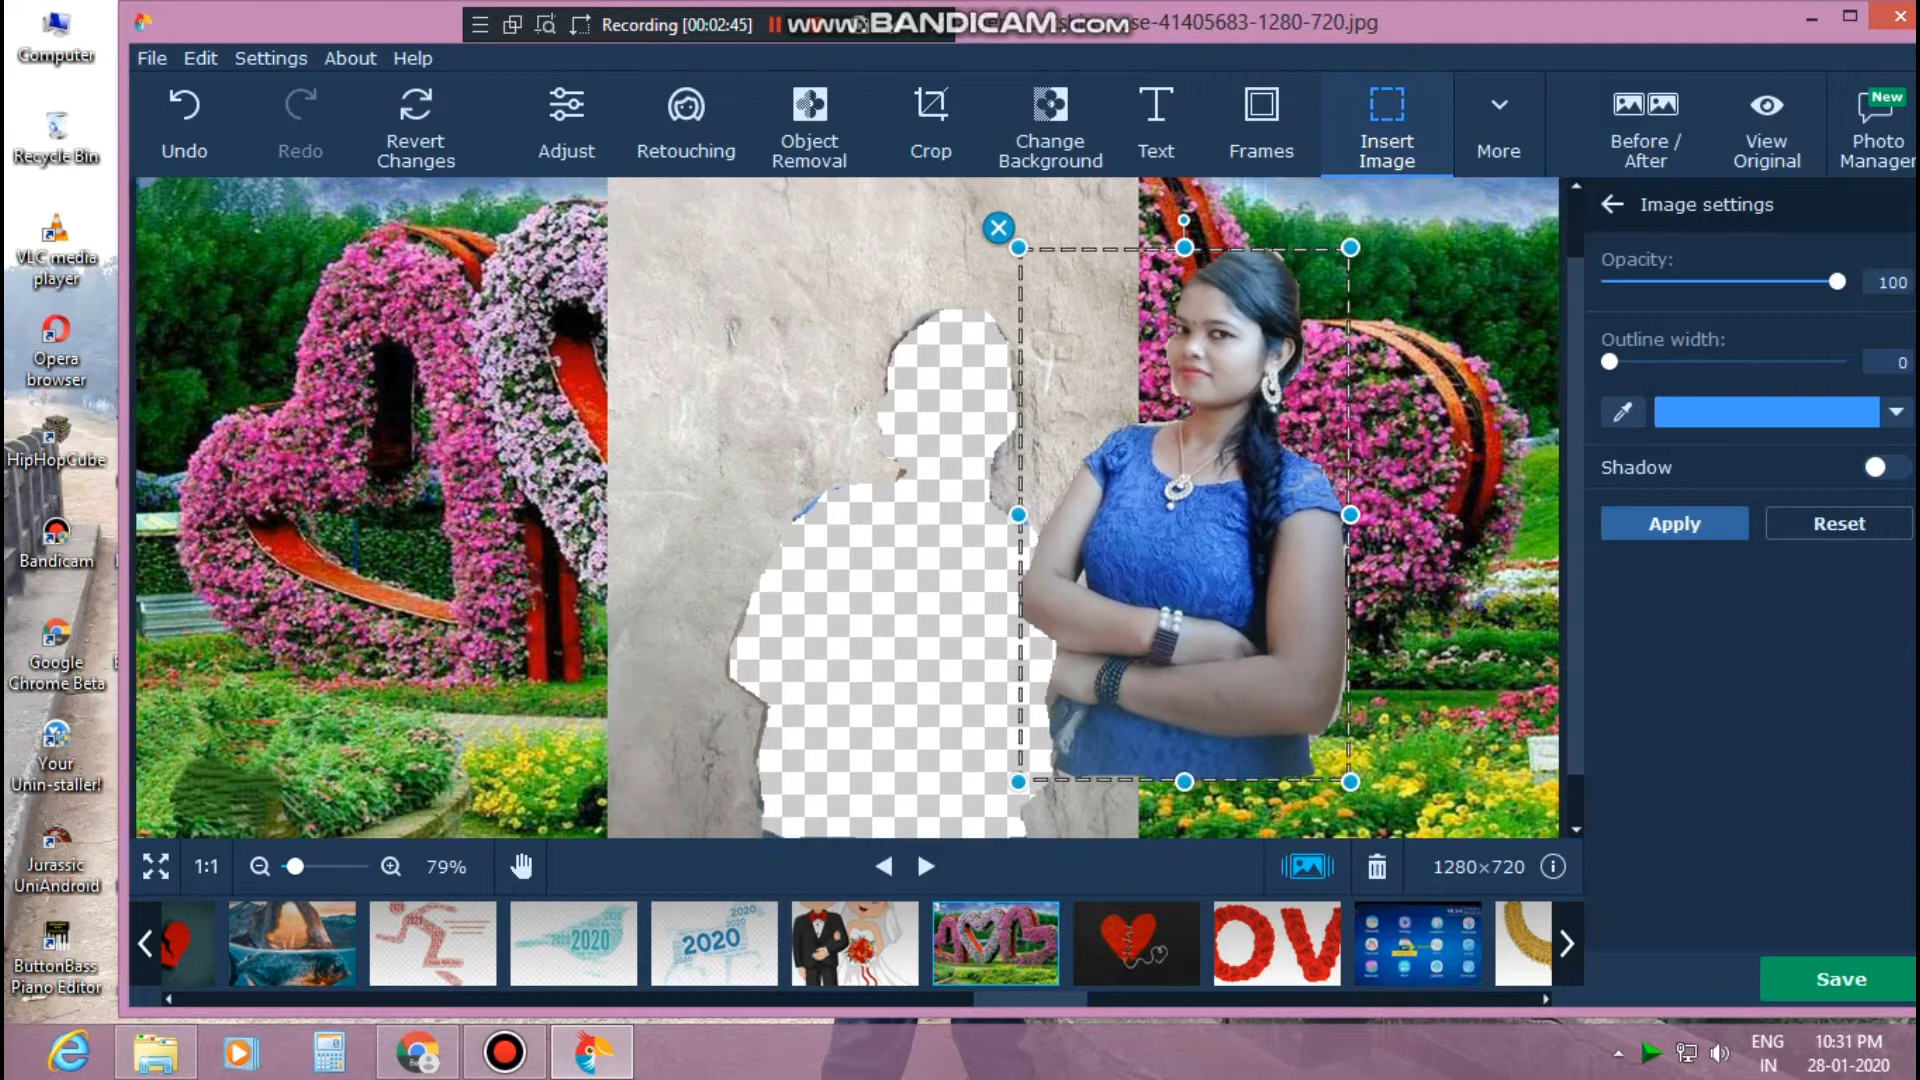 Computer
Recycle Bin
VLC media
player
Opera
browser
HipHopCube
Bandicam
Google
Chrome Beta
Your
Unin-staller!
Jurassic
UniAndroid
ButtonBass
Piano Editor
Recording [00:02:45]
www.BANDICAM.com
se-41405683-1280-720.jpg
File Edit Settings About Help
Undo
Redo
Revert
Changes
Adjust
Retouching
Object
Removal
Crop
Change
Background
Text
Frames
Insert
Image
More
Before /
After
View
Original
New
Photo
Manager
Image settings
Opacity:
100
Outline width:
0
Shadow
Apply
Reset
1:1
79%
1280×720
2020
2020
2020
OV
Save
ENG
IN
10:31 PM
28-01-2020